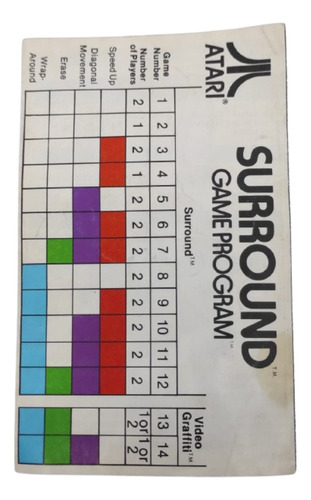 ATARI®
SURROUND™
GAME PROGRAM™
Surround™
Video
Graffiti™
Game
Number 1 2 3 4 5 6 7 8 9 10 11 12 13 14
Number
of Players 2 1 2 1 2 2 2 2 2 2 2 2 1 or 2 1 or 2
Speed Up
Diagonal
Movement
Erase
Wrap-
Around